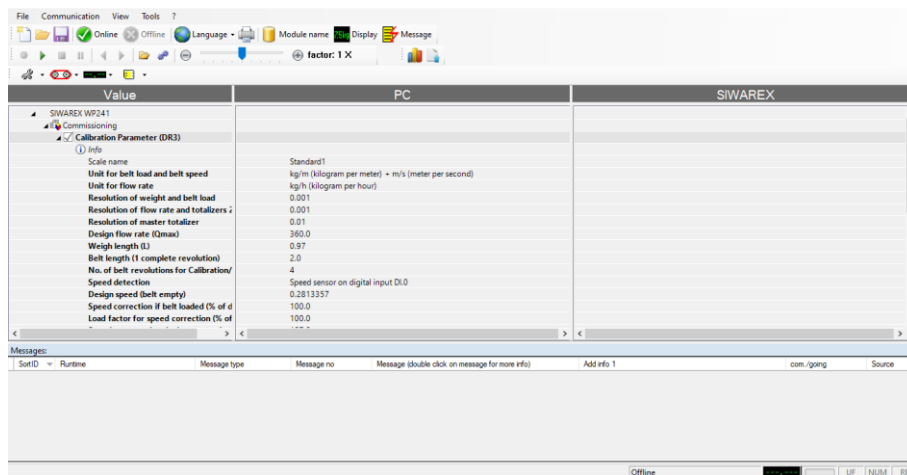 File Communication View Tools ?
Online Offline Language Module name 75kg Display Message
factor: 1 X
Value PC SIWAREX
SIWAREX WP241
Commissioning
Calibration Parameter (DR3)
Info
Scale name Standard1
Unit for belt load and belt speed kg/m (kilogram per meter) + m/s (meter per second)
Unit for flow rate kg/h (kilogram per hour)
Resolution of weight and belt load 0.001
Resolution of flow rate and totalizers 0.001
Resolution of master totalizer 0.01
Design flow rate (Qmax) 360.0
Weigh length (L) 0.97
Belt length (1 complete revolution) 2.0
No. of belt revolutions for Calibration/ 4
Speed detection Speed sensor on digital input DI.0
Design speed (belt empty) 0.2813357
Speed correction if belt loaded (% of d 100.0
Load factor for speed correction (% of 100.0
Messages:
SortID Runtime Message type Message no Message (double click on message for more info) Add info 1 com./going Source
Offline UF NUM